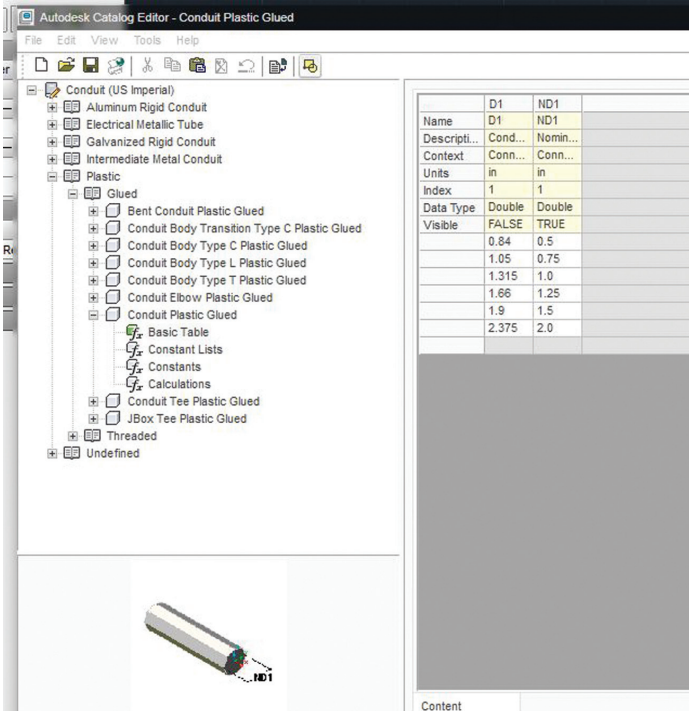 Autodesk Catalog Editor - Conduit Plastic Glued
File Edit View Tools Help
Conduit (US Imperial)
Aluminum Rigid Conduit
Electrical Metallic Tube
Galvanized Rigid Conduit
Intermediate Metal Conduit
Plastic
Glued
Bent Conduit Plastic Glued
Conduit Body Transition Type C Plastic Glued
Conduit Body Type C Plastic Glued
Conduit Body Type L Plastic Glued
Conduit Body Type T Plastic Glued
Conduit Elbow Plastic Glued
Conduit Plastic Glued
Basic Table
Constant Lists
Constants
Calculations
Conduit Tee Plastic Glued
JBox Tee Plastic Glued
Threaded
Undefined
D1 ND1
Name D1 ND1
Descripti... Cond... Nomin...
Context Conn... Conn...
Units in in
Index 1 1
Data Type Double Double
Visible FALSE TRUE
0.84 0.5
1.05 0.75
1.315 1.0
1.66 1.25
1.9 1.5
2.375 2.0
ND1
Content